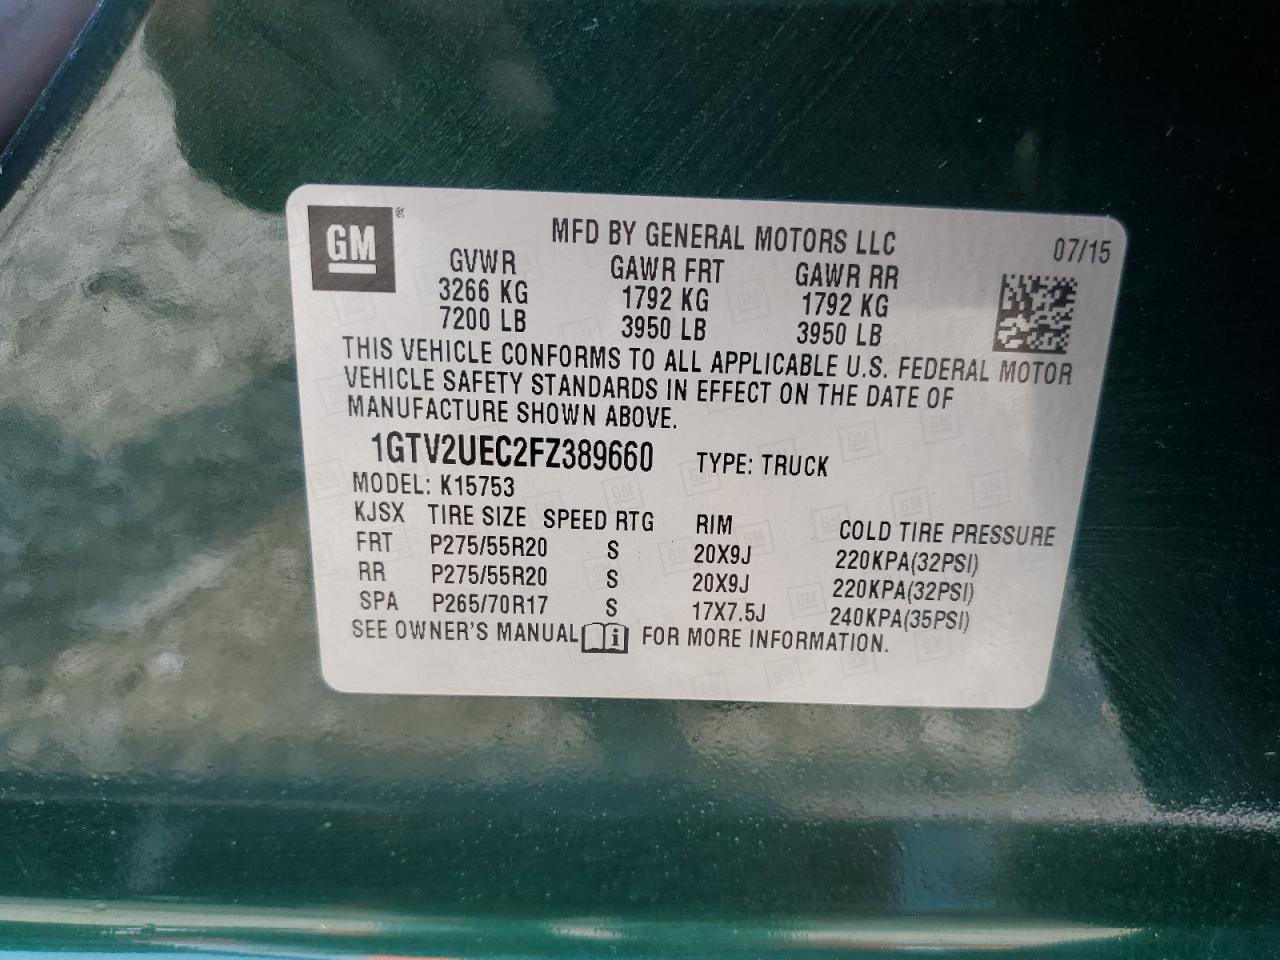 GM®
MFD BY GENERAL MOTORS LLC 07/15
GVWR GAWR FRT GAWR RR
3266 KG 1792 KG 1792 KG
7200 LB 3950 LB 3950 LB
THIS VEHICLE CONFORMS TO ALL APPLICABLE U.S. FEDERAL MOTOR
VEHICLE SAFETY STANDARDS IN EFFECT ON THE DATE OF
MANUFACTURE SHOWN ABOVE.
1GTV2UEC2FZ389660 TYPE: TRUCK
MODEL: K15753
KJSX TIRE SIZE SPEED RTG RIM COLD TIRE PRESSURE
FRT P275/55R20 S 20X9J 220KPA(32PSI)
RR P275/55R20 S 20X9J 220KPA(32PSI)
SPA P265/70R17 S 17X7.5J 240KPA(35PSI)
SEE OWNER'S MANUAL i FOR MORE INFORMATION.